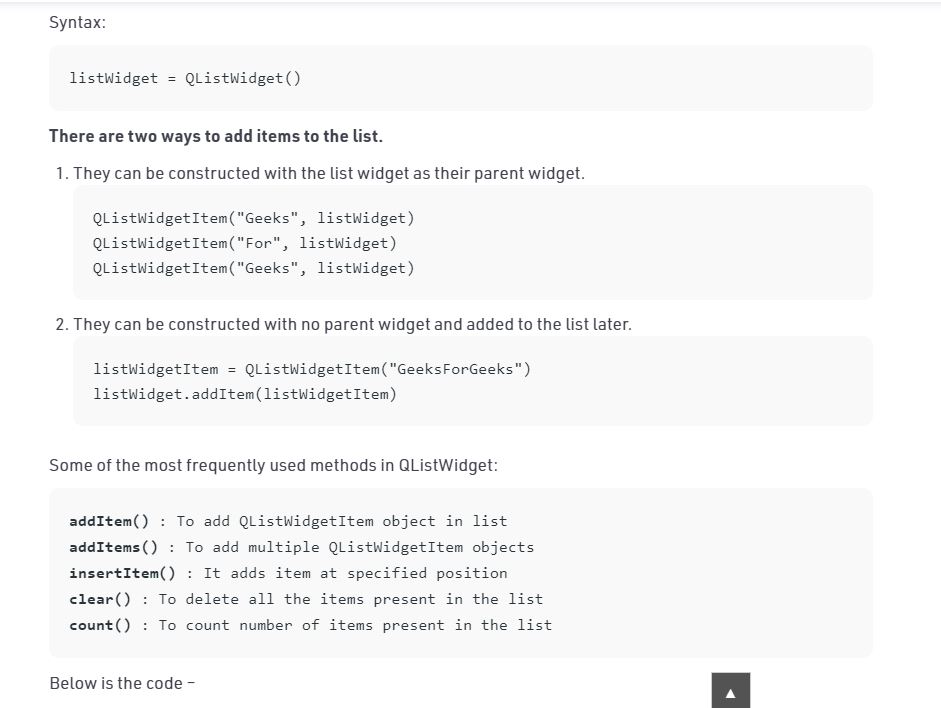 Syntax:
listWidget = QListWidget()
There are two ways to add items to the list.
1. They can be constructed with the list widget as their parent widget.
QListWidgetItem("Geeks", listWidget)
QListWidgetItem("For", listWidget)
QListWidgetItem("Geeks", listWidget)
2. They can be constructed with no parent widget and added to the list later.
listWidgetItem = QListWidgetItem("GeeksForGeeks")
listWidget.addItem(listWidgetItem)
Some of the most frequently used methods in QListWidget:
addItem() : To add QListWidgetItem object in list
addItems() : To add multiple QListWidgetItem objects
insertItem() : It adds item at specified position
clear() : To delete all the items present in the list
count() : To count number of items present in the list
Below is the code –